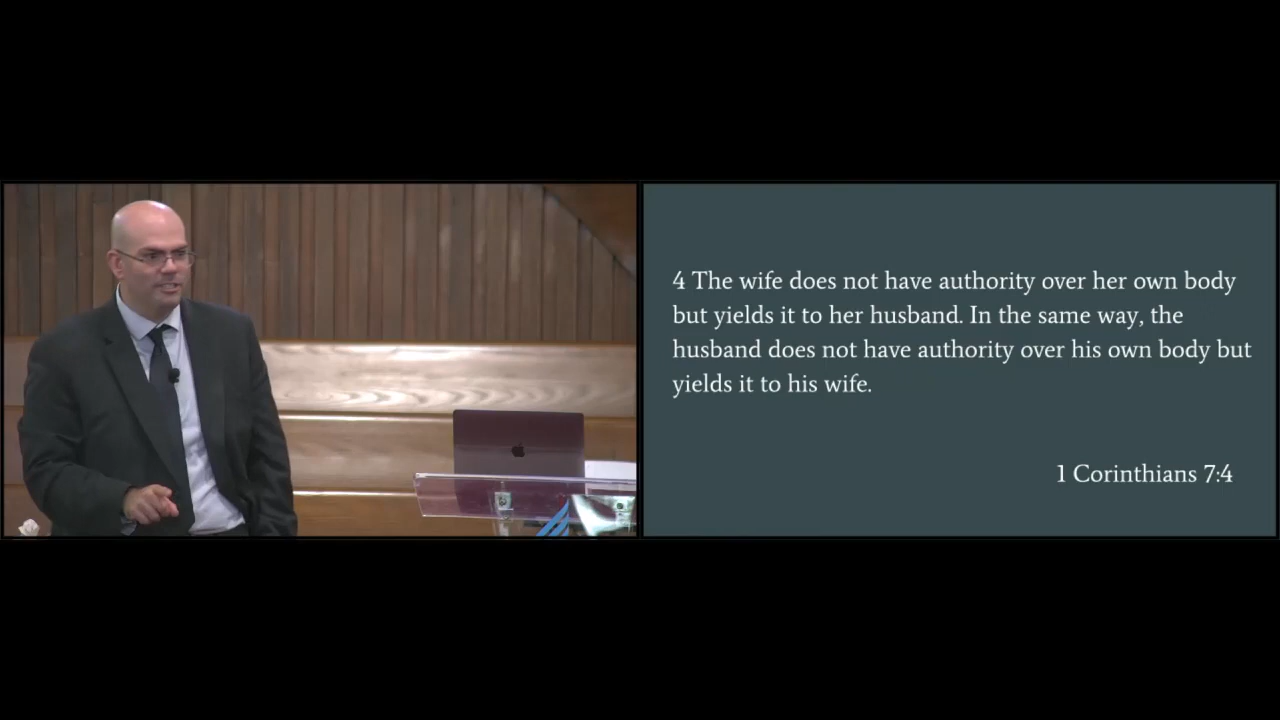 4 The wife does not have authority over her own body
but yields it to her husband. In the same way, the
husband does not have authority over his own body but
yields it to his wife.
1 Corinthians 7:4